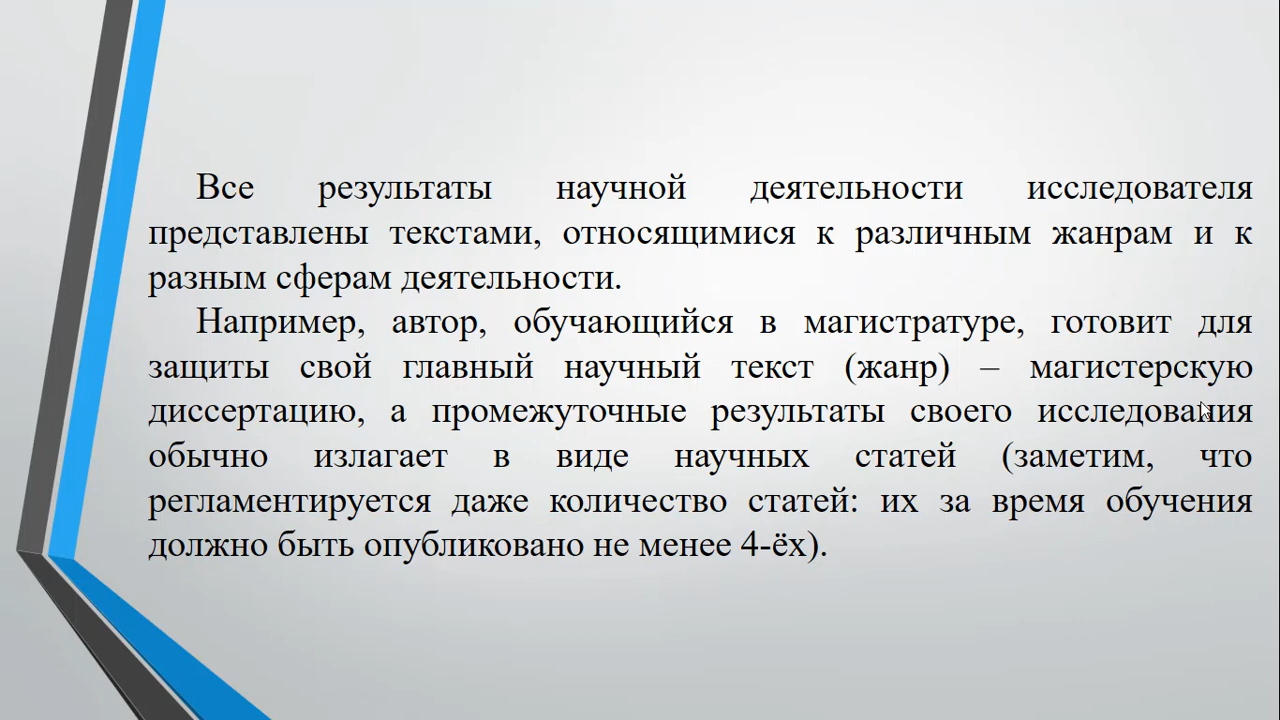 Все результаты научной деятельности исследователя
представлены текстами, относящимися к различным жанрам и к
разным сферам деятельности.
Например, автор, обучающийся в магистратуре, готовит для
защиты свой главный научный текст (жанр) – магистерскую
диссертацию, а промежуточные результаты своего исследования
обычно излагает в виде научных статей (заметим, что
регламентируется даже количество статей: их за время обучения
должно быть опубликовано не менее 4-ёх).